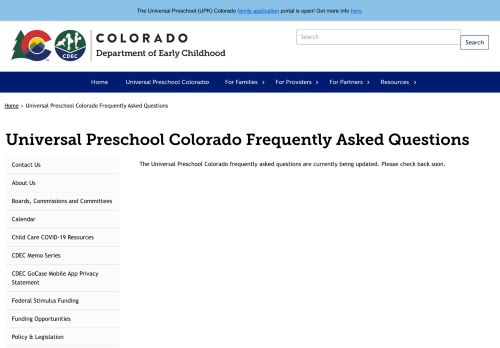 The Universal Preschool (UPK) Colorado family application portal is open! Get more info here.
COLORADO
Department of Early Childhood
CDEC
Search
Search
Home
Universal Preschool Colorado
For Families
For Providers
For Partners
Resources
Home › Universal Preschool Colorado Frequently Asked Questions
Universal Preschool Colorado Frequently Asked Questions
Contact Us
The Universal Preschool Colorado frequently asked questions are currently being updated. Please check back soon.
About Us
Boards, Commissions and Committees
Calendar
Child Care COVID-19 Resources
CDEC Memo Series
CDEC GoCase Mobile App Privacy
Statement
Federal Stimulus Funding
Funding Opportunities
Policy & Legislation